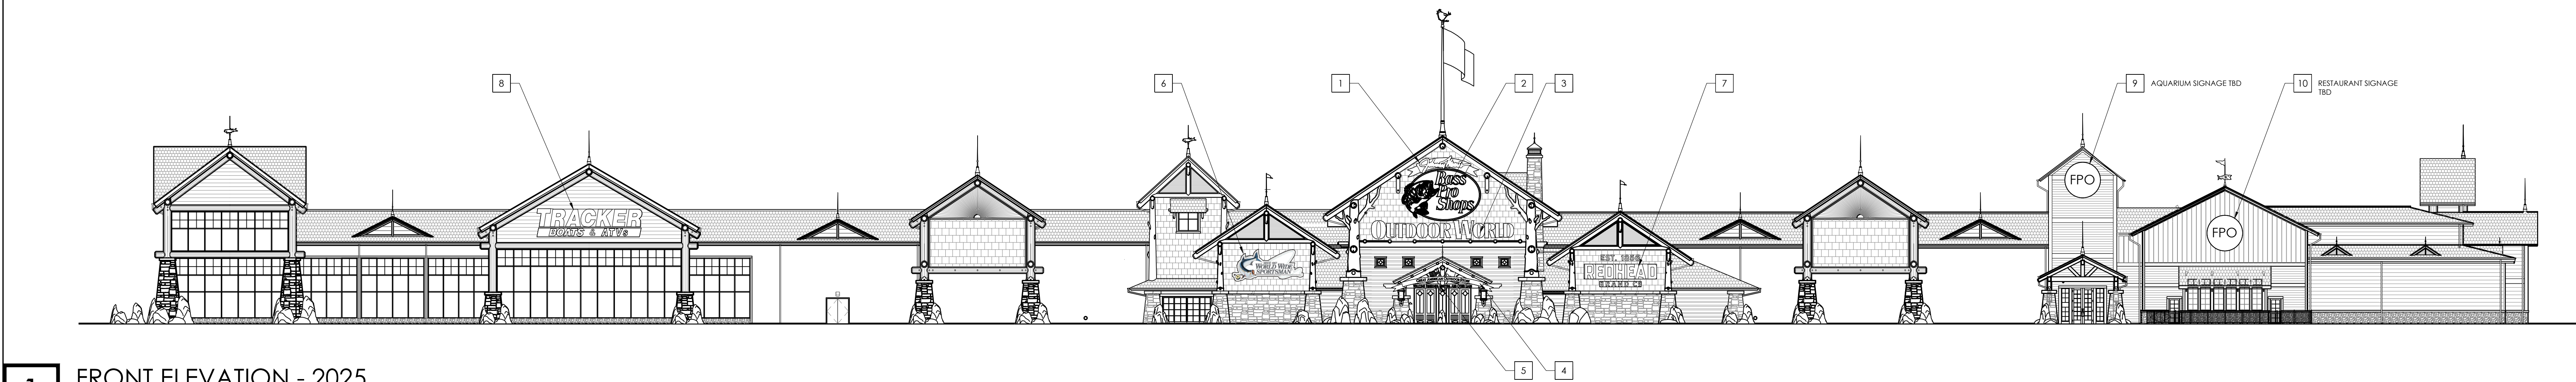 8
6
1
2
3
7
9 AQUARIUM SIGNAGE TBD
10 RESTAURANT SIGNAGE
TBD
FPO
FPO
Bass
Pro
Shops
OUTDOOR WORLD
TRACKER
BOATS & ATVs
WORLD WIDE
SPORTSMAN
EST. 1856
REDHEAD
BRAND CO
5
4
1
FRONT ELEVATION - 2025